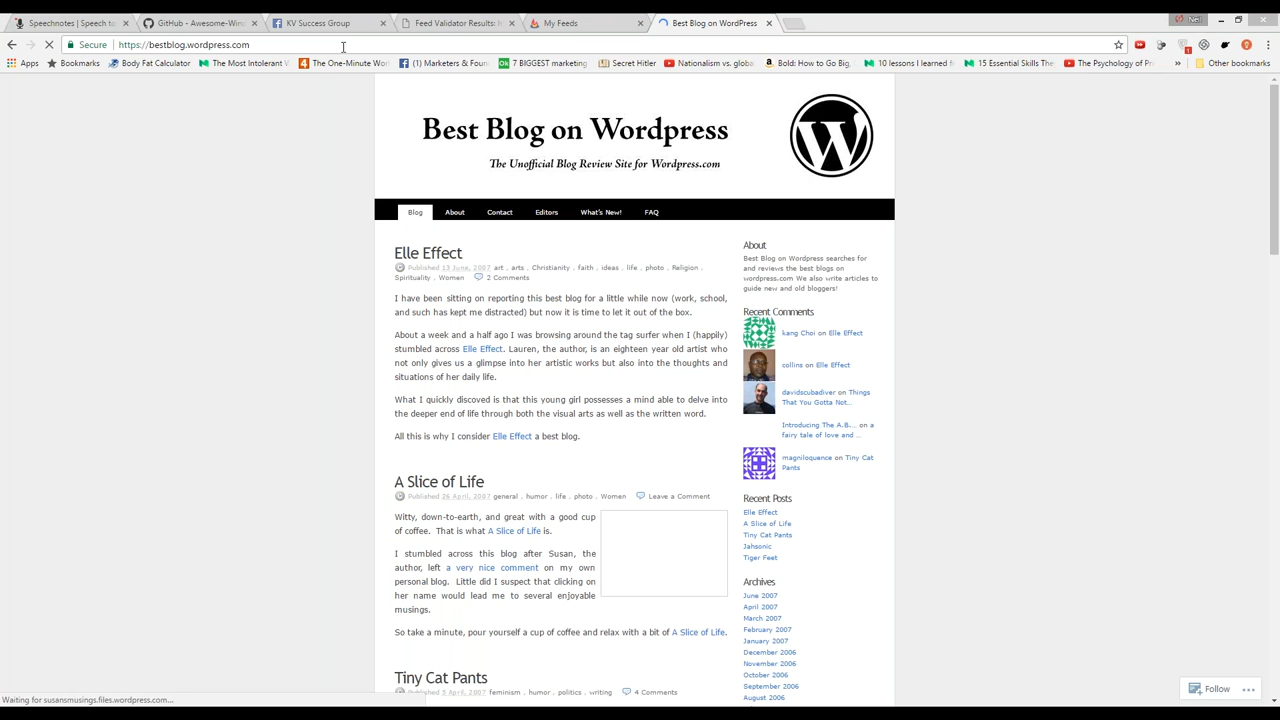 Speechnotes | Speech to
GitHub - Awesome-Wind
KV Success Group
Feed Validator Results:
My Feeds
Best Blog on WordPress
Neil
Secure
https://bestblog.wordpress.com
Apps
Bookmarks
Body Fat Calculator
The Most Intolerant
The One-Minute Wor
(1) Marketers & Foun
7 BIGGEST marketing
Secret Hitler
Nationalism vs. globa
Bold: How to Go Big,
10 lessons I learned f
15 Essential Skills The
The Psychology of Pr
» Other bookmarks
Best Blog on Wordpress
The Unofficial Blog Review Site for Wordpress.com
Blog About Contact Editors What's New! FAQ
Elle Effect
Published 13 June, 2007 art . arts . Christianity . faith . ideas . life . photo . Religion .
Spirituality . Women 2 Comments
I have been sitting on reporting this best blog for a little while now (work, school,
and such has kept me distracted) but now it is time to let it out of the box.
About a week and a half ago I was browsing around the tag surfer when I (happily)
stumbled across Elle Effect. Lauren, the author, is an eighteen year old artist who
not only gives us a glimpse into her artistic works but also into the thoughts and
situations of her daily life.
What I quickly discoved is that this young girl possesses a mind able to delve into
the deeper end of life through both the visual arts as well as the written word.
All this is why I consider Elle Effect a best blog.
A Slice of Life
Published 26 April, 2007 general . humor . life . photo . Women Leave a Comment
Witty, down-to-earth, and great with a good cup
of coffee. That is what A Slice of Life is.
I stumbled across this blog after Susan, the
author, left a very nice comment on my own
personal blog. Little did I suspect that clicking on
her name would lead me to several enjoyable
musings.
So take a minute, pour yourself a cup of coffee and relax with a bit of A Slice of Life.
Tiny Cat Pants
Published 5 April, 2007 feminism . humor . politics . writing 4 Comments
About
Best Blog on Wordpress searches for
and reviews the best blogs on
wordpress.com We also write articles to
guide new and old bloggers!
Recent Comments
kang Choi on Elle Effect
collins on Elle Effect
davidscubadiver on Things
That You Gotta Not...
Introducing The A.B.... on a
fairy tale of love and ...
magniloquence on Tiny Cat
Pants
Recent Posts
Elle Effect
A Slice of Life
Tiny Cat Pants
Jahsonic
Tiger Feet
Archives
June 2007
April 2007
March 2007
February 2007
January 2007
December 2006
November 2006
October 2006
September 2006
August 2006
Follow
Waiting for susansmusings.files.wordpress.com...